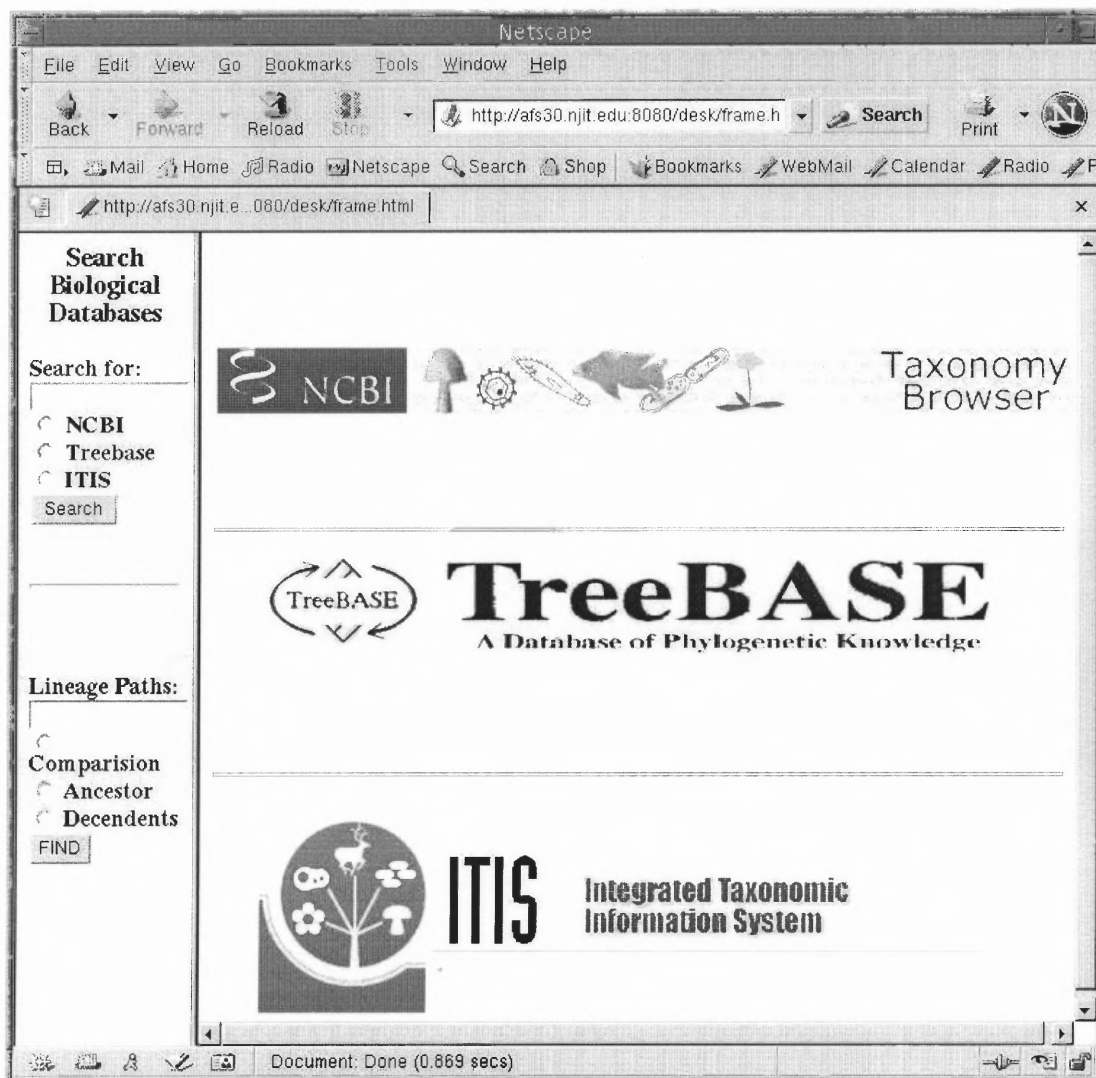 Netscape
File Edit View Go Bookmarks Tools Window Help
Back Forward Reload Stop http://afs30.njit.edu:8080/desk/frame.h Search Print N
Mail Home Radio Netscape Search Shop Bookmarks WebMail Calendar Radio P
http://afs30.njit.e...080/desk/frame.html
Search
Biological
Databases
Search for:
NCBI
Treebase
ITIS
Search
Lineage Paths:
Comparision
Ancestor
Decendents
FIND
NCBI
Taxonomy
Browser
TreeBASE
TreeBASE
A Database of Phylogenetic Knowledge
ITIS
Integrated Taxonomic
Information System
Document: Done (0.869 secs)